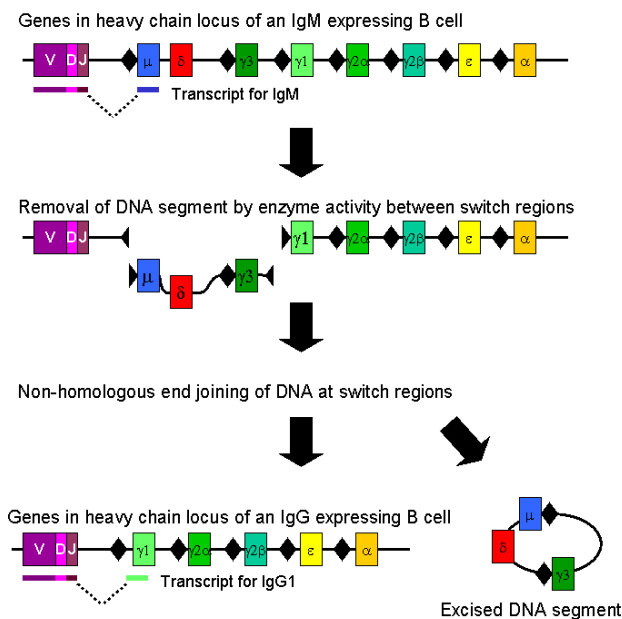 Genes in heavy chain locus of an IgM expressing B cell
V D J μ δ γ3 γ1 γ2α γ2β ε α
Transcript for IgM
Removal of DNA segment by enzyme activity between switch regions
V D J γ1 γ2α γ2β ε α
μ δ γ3
Non-homologous end joining of DNA at switch regions
Genes in heavy chain locus of an IgG expressing B cell
V D J γ1 γ2α γ2β ε α
Transcript for IgG1
μ
δ
γ3
Excised DNA segment